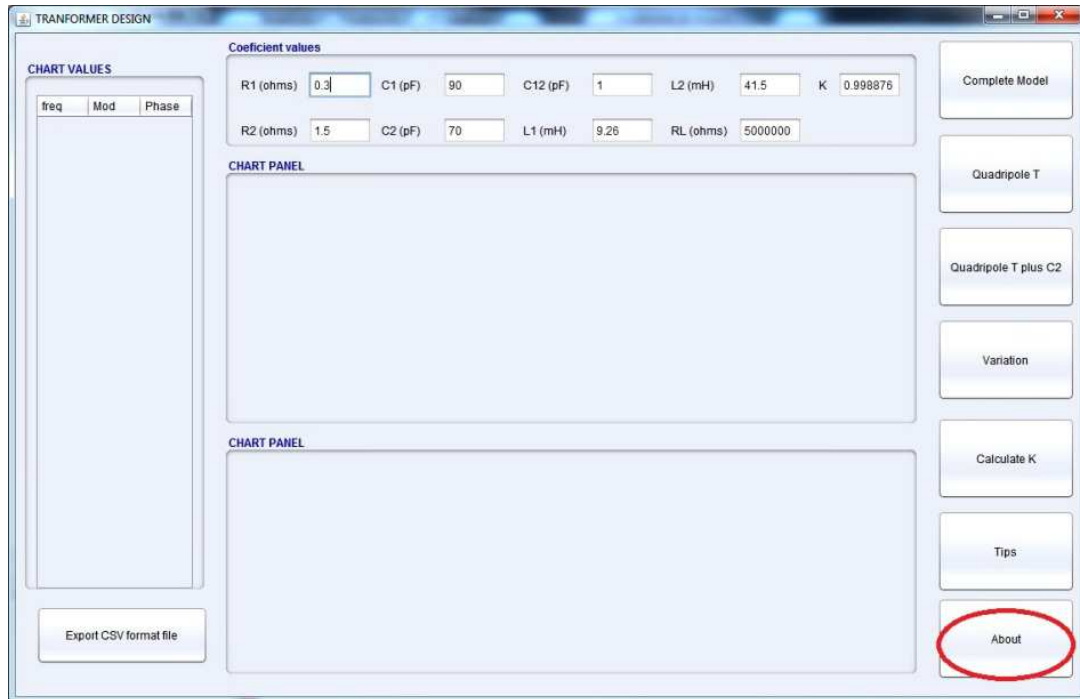 TRANFORMER DESIGN
CHART VALUES
freq Mod Phase
Export CSV format file
Coeficient values
R1 (ohms) 0.3 C1 (pF) 90 C12 (pF) 1 L2 (mH) 41.5 K 0.998876
R2 (ohms) 1.5 C2 (pF) 70 L1 (mH) 9.26 RL (ohms) 5000000
CHART PANEL
CHART PANEL
Complete Model
Quadripole T
Quadripole T plus C2
Variation
Calculate K
Tips
About